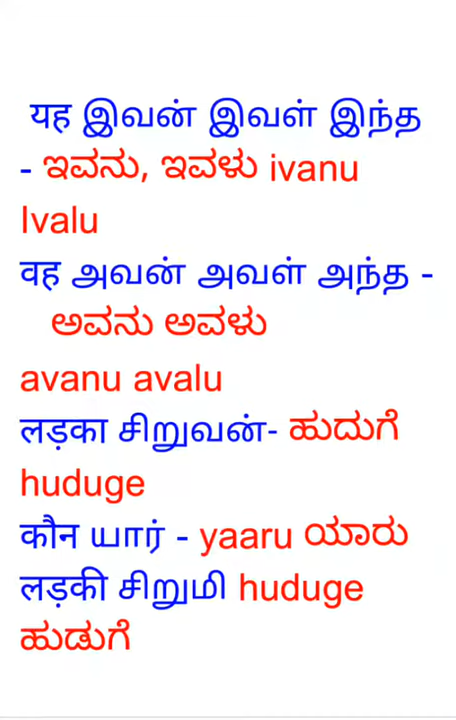 यह இவன் இவள் இந்த
- ಇವನು, ಇವಳು ivanu
Ivalu
वह அவன் அவள் அந்த -
ಅವನು ಅವಳು
avanu avalu
लड़का சிறுவன்- ಹುದುಗೆ
huduge
कौन யார் - yaaru ಯಾರು
लड़की சிறுமி huduge
ಹುಡುಗೆ